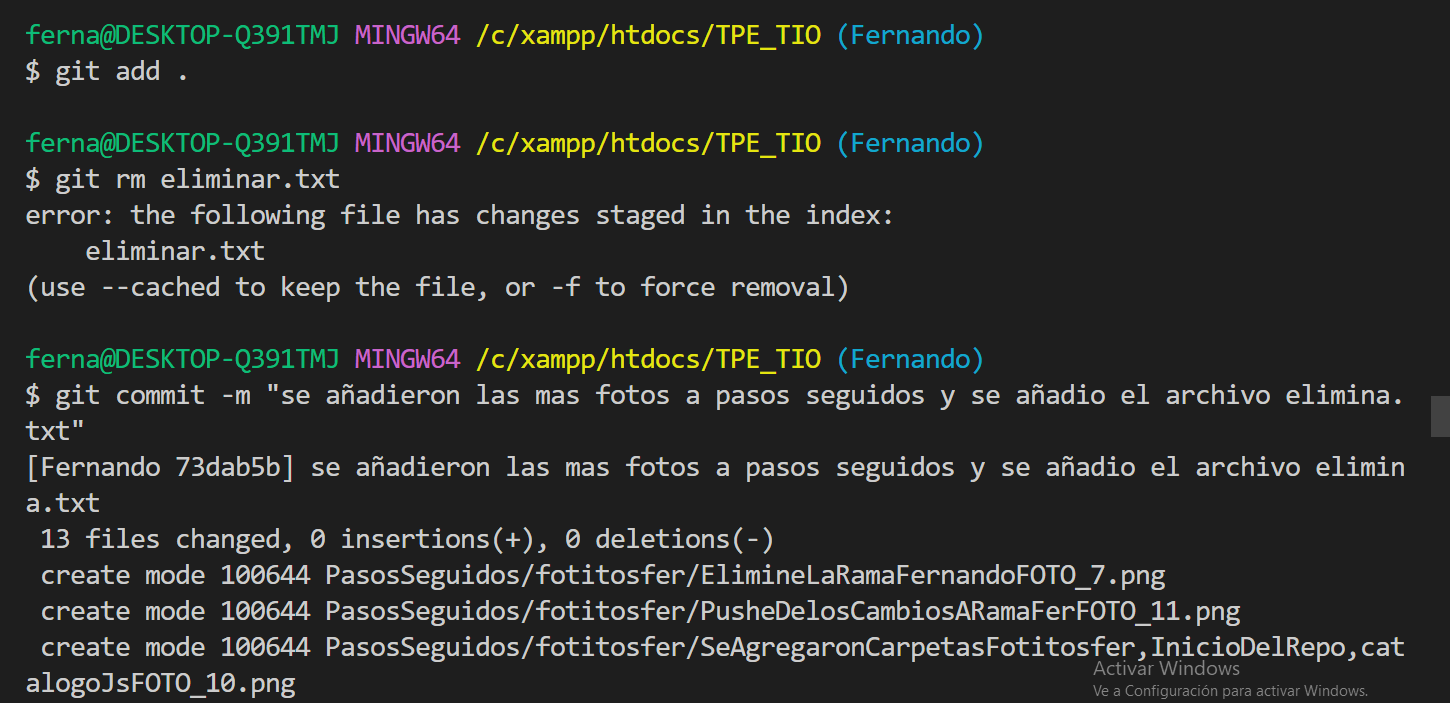 ferna@DESKTOP-Q391TMJ MINGW64 /c/xampp/htdocs/TPE_TIO (Fernando)
$ git add .
ferna@DESKTOP-Q391TMJ MINGW64 /c/xampp/htdocs/TPE_TIO (Fernando)
$ git rm eliminar.txt
error: the following file has changes staged in the index:
    eliminar.txt
(use --cached to keep the file, or -f to force removal)
ferna@DESKTOP-Q391TMJ MINGW64 /c/xampp/htdocs/TPE_TIO (Fernando)
$ git commit -m "se añadieron las mas fotos a pasos seguidos y se añadio el archivo elimina.
txt"
[Fernando 73dab5b] se añadieron las mas fotos a pasos seguidos y se añadio el archivo elimin
a.txt
 13 files changed, 0 insertions(+), 0 deletions(-)
 create mode 100644 PasosSeguidos/fotitosfer/ElimineLaRamaFernandoFOTO_7.png
 create mode 100644 PasosSeguidos/fotitosfer/PusheDelosCambiosARamaFerFOTO_11.png
 create mode 100644 PasosSeguidos/fotitosfer/SeAgregaronCarpetasFotitosfer,InicioDelRepo,cat
alogoJsFOTO_10.png
Activar Windows
Ve a Configuración para activar Windows.